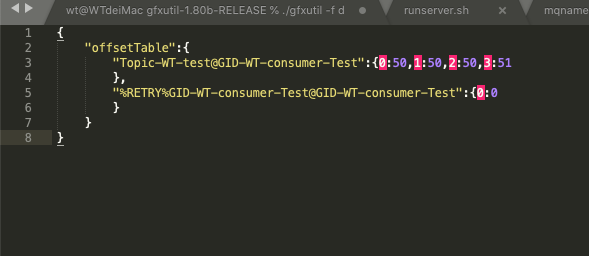 wt@WTdeiMac gfxutil-1.80b-RELEASE % ./gfxutil -f d
runserver.sh
mqname
1 {
2 "offsetTable":{
3 "Topic-WT-test@GID-WT-consumer-Test":{0:50,1:50,2:50,3:51
4 },
5 "%RETRY%GID-WT-consumer-Test@GID-WT-consumer-Test":{0:0
6 }
7 }
8 }